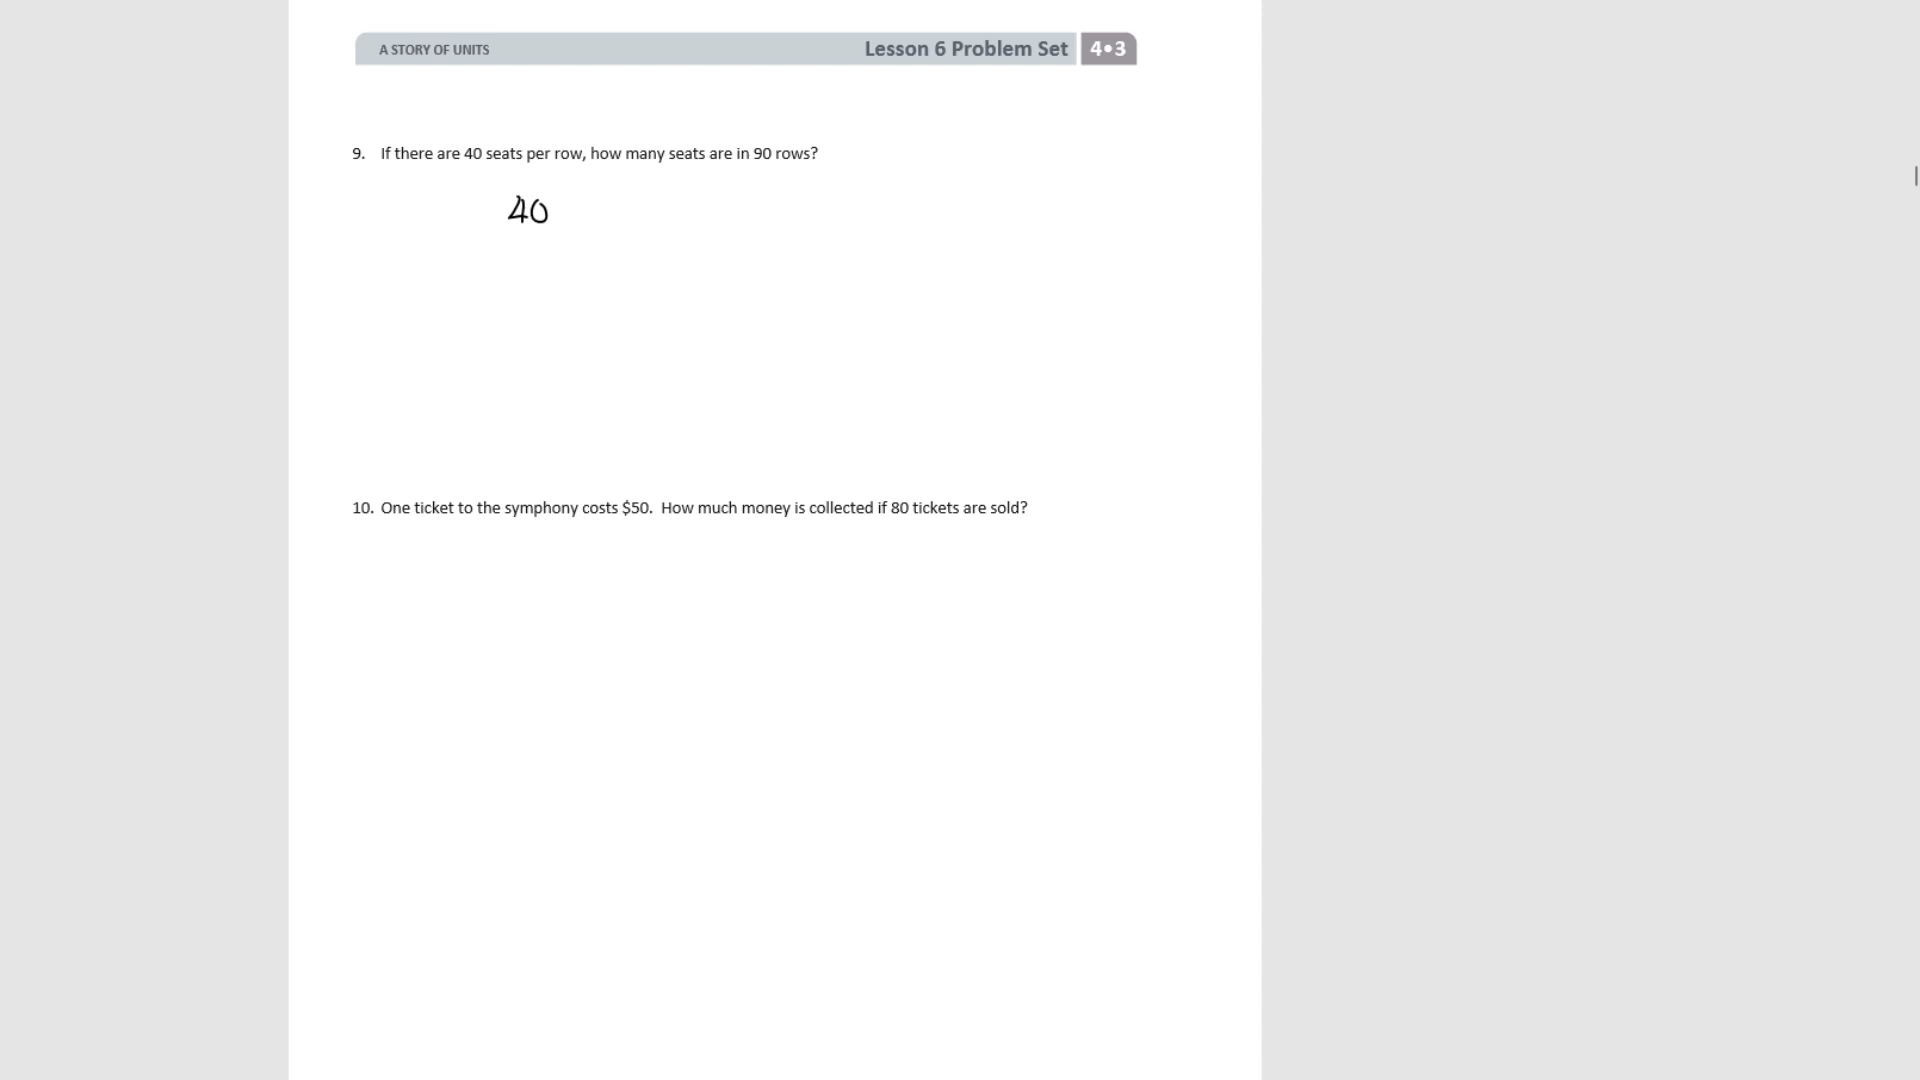 A STORY OF UNITS
Lesson 6 Problem Set 4•3
9. If there are 40 seats per row, how many seats are in 90 rows?
40
10. One ticket to the symphony costs $50. How much money is collected if 80 tickets are sold?